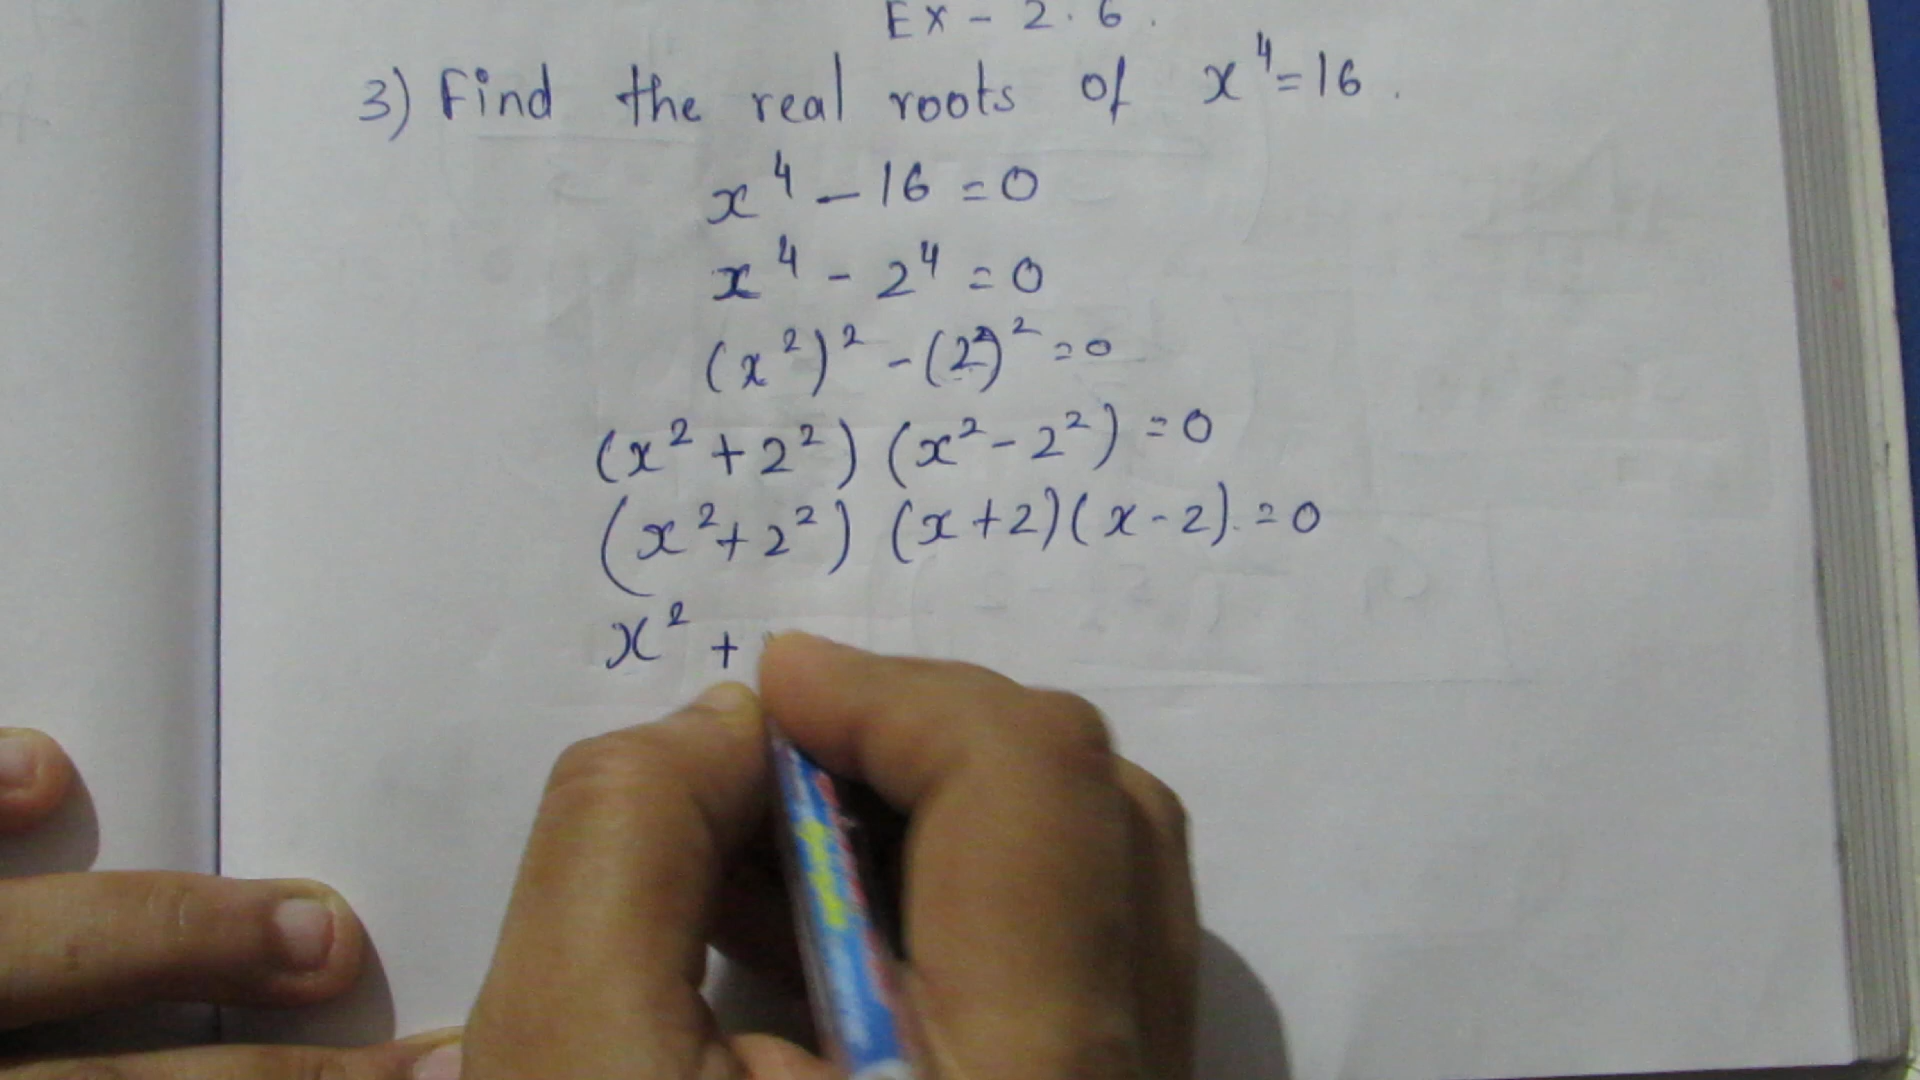 Ex - 2.6.
3) Find the real roots of x⁴=16.
x⁴ - 16 = 0
x⁴ - 2⁴ = 0
(x²)² - (2²)² = 0
(x² + 2²) (x² - 2²) = 0
(x² + 2²) (x + 2)(x - 2). = 0
x² +